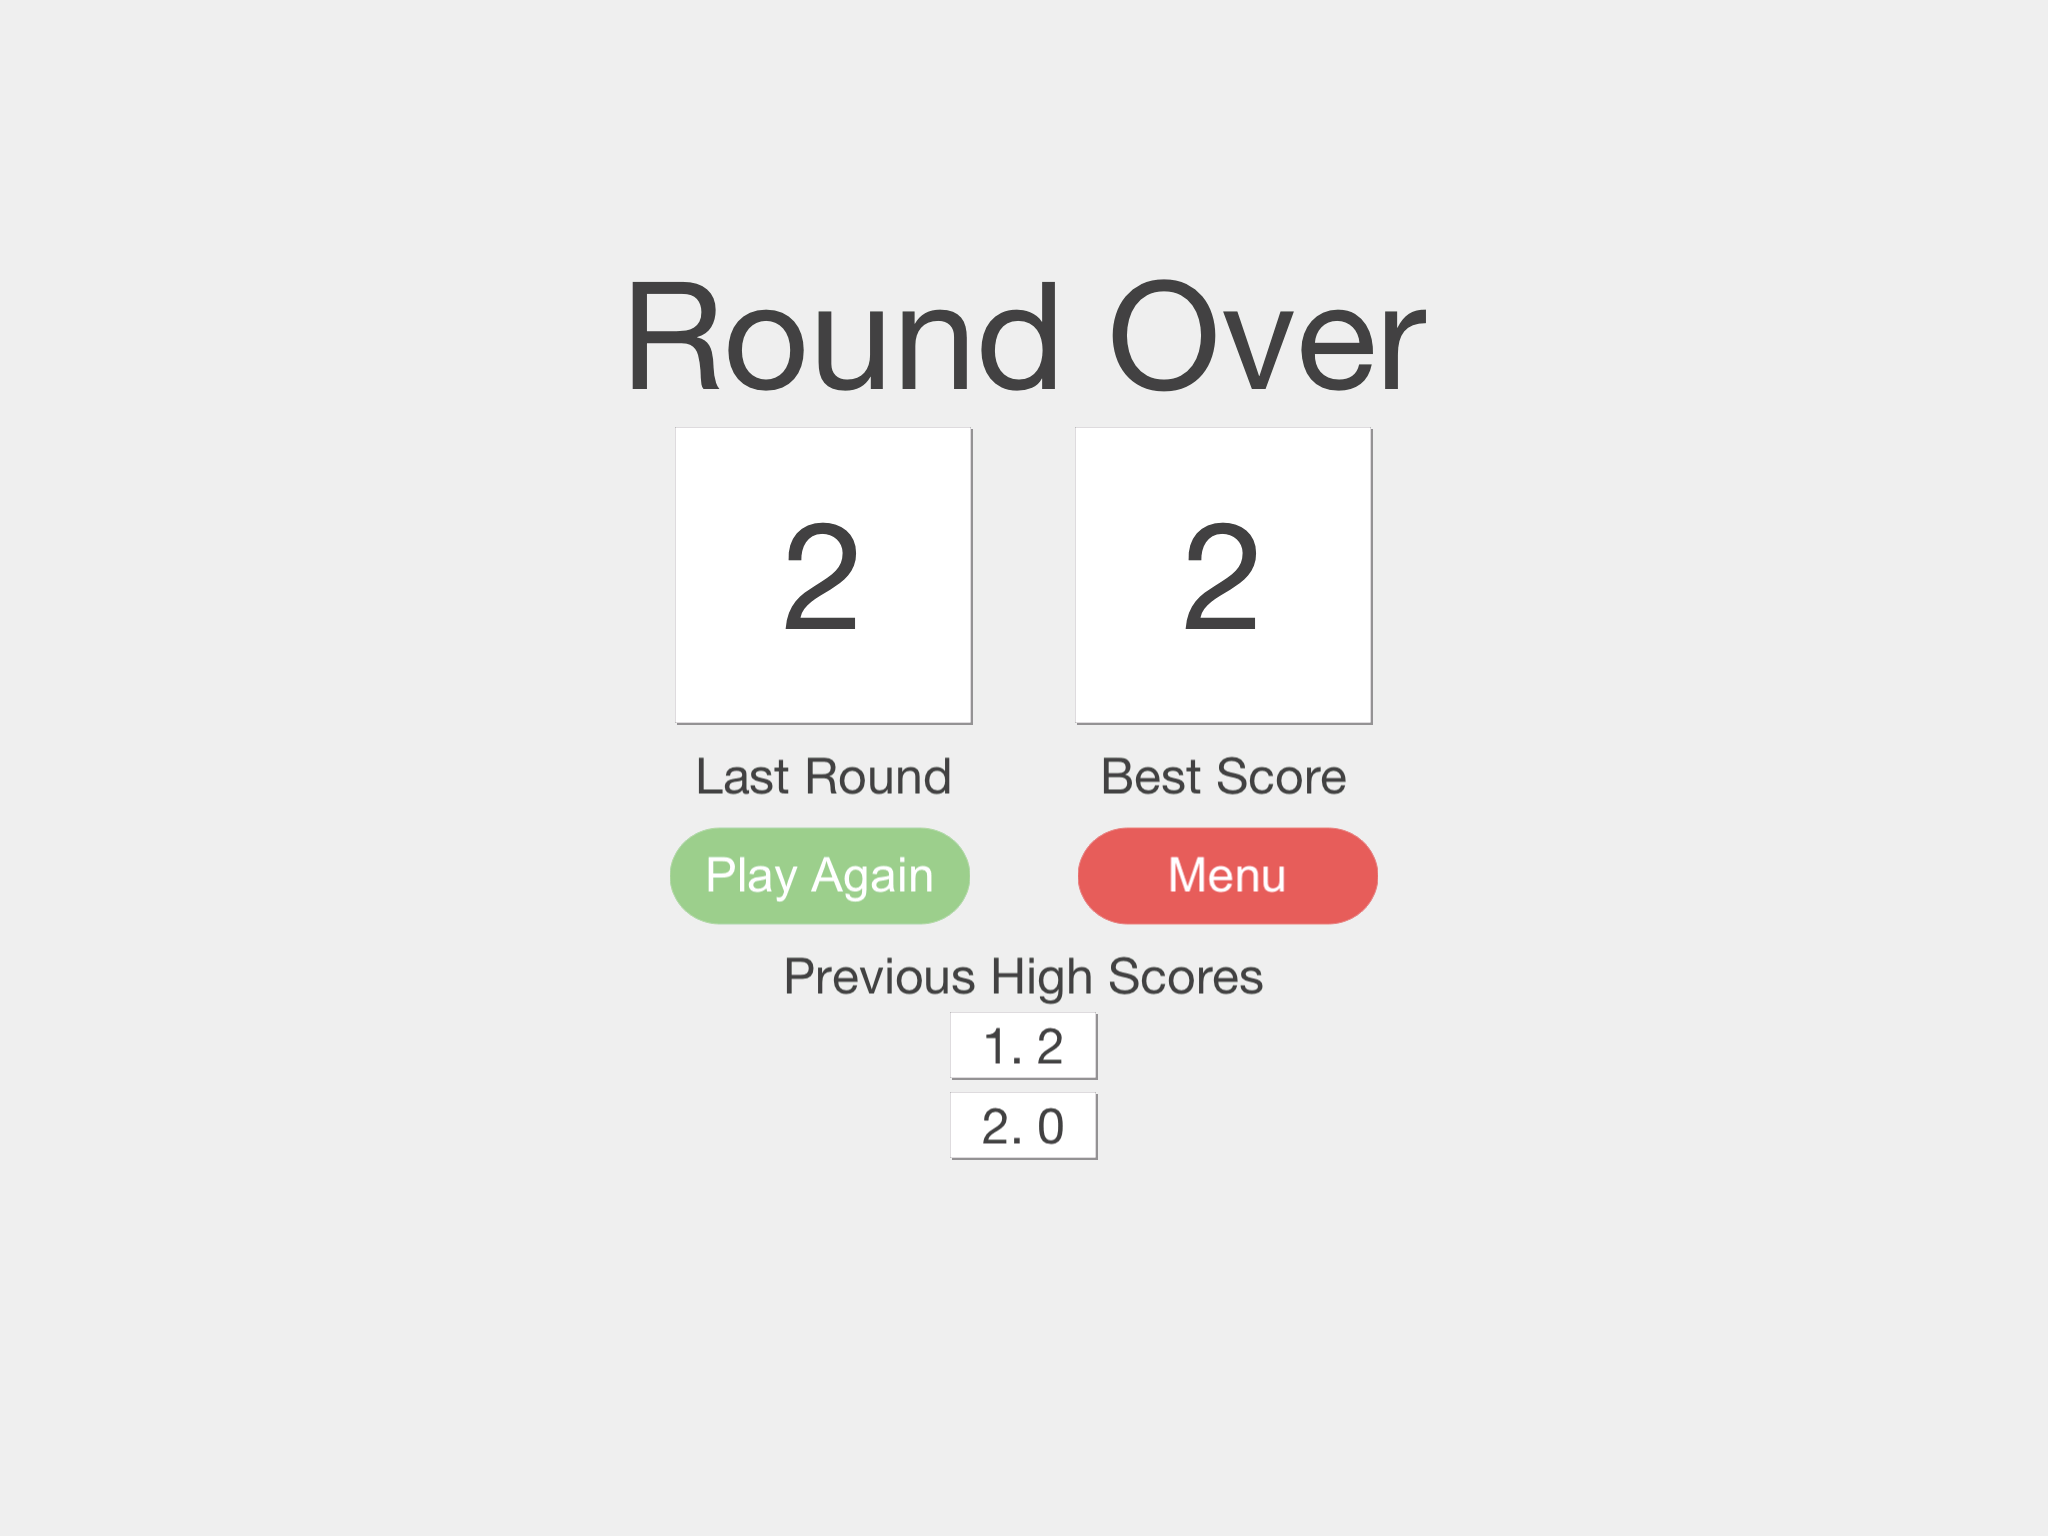 Round Over
2 2
Last Round Best Score
Play Again Menu
Previous High Scores
1. 2
2. 0